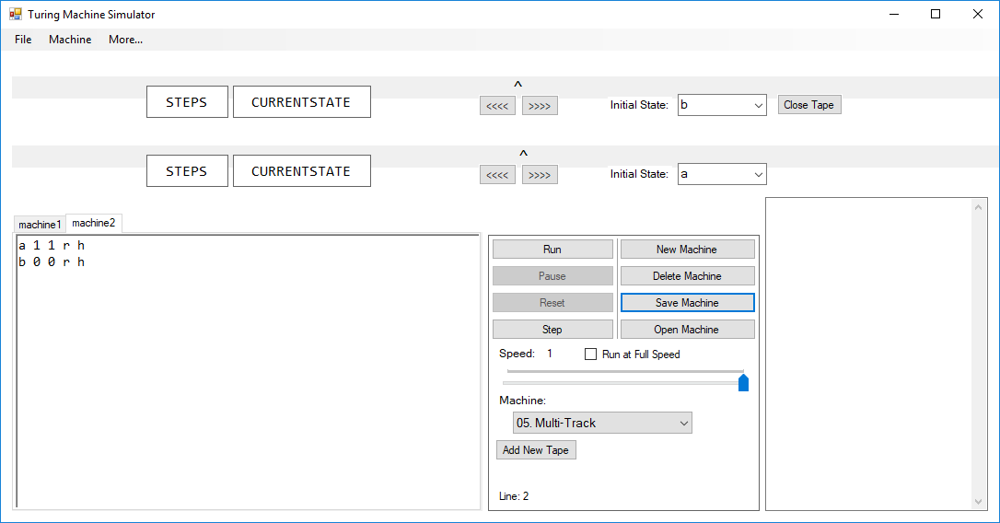 Turing Machine Simulator
File Machine More...
^
STEPS CURRENTSTATE <<<< >>>> Initial State: b Close Tape
^
STEPS CURRENTSTATE <<<< >>>> Initial State: a
machine1 machine2
a 1 1 r h
b 0 0 r h
Run New Machine
Pause Delete Machine
Reset Save Machine
Step Open Machine
Speed: 1 Run at Full Speed
Machine:
05. Multi-Track
Add New Tape
Line: 2